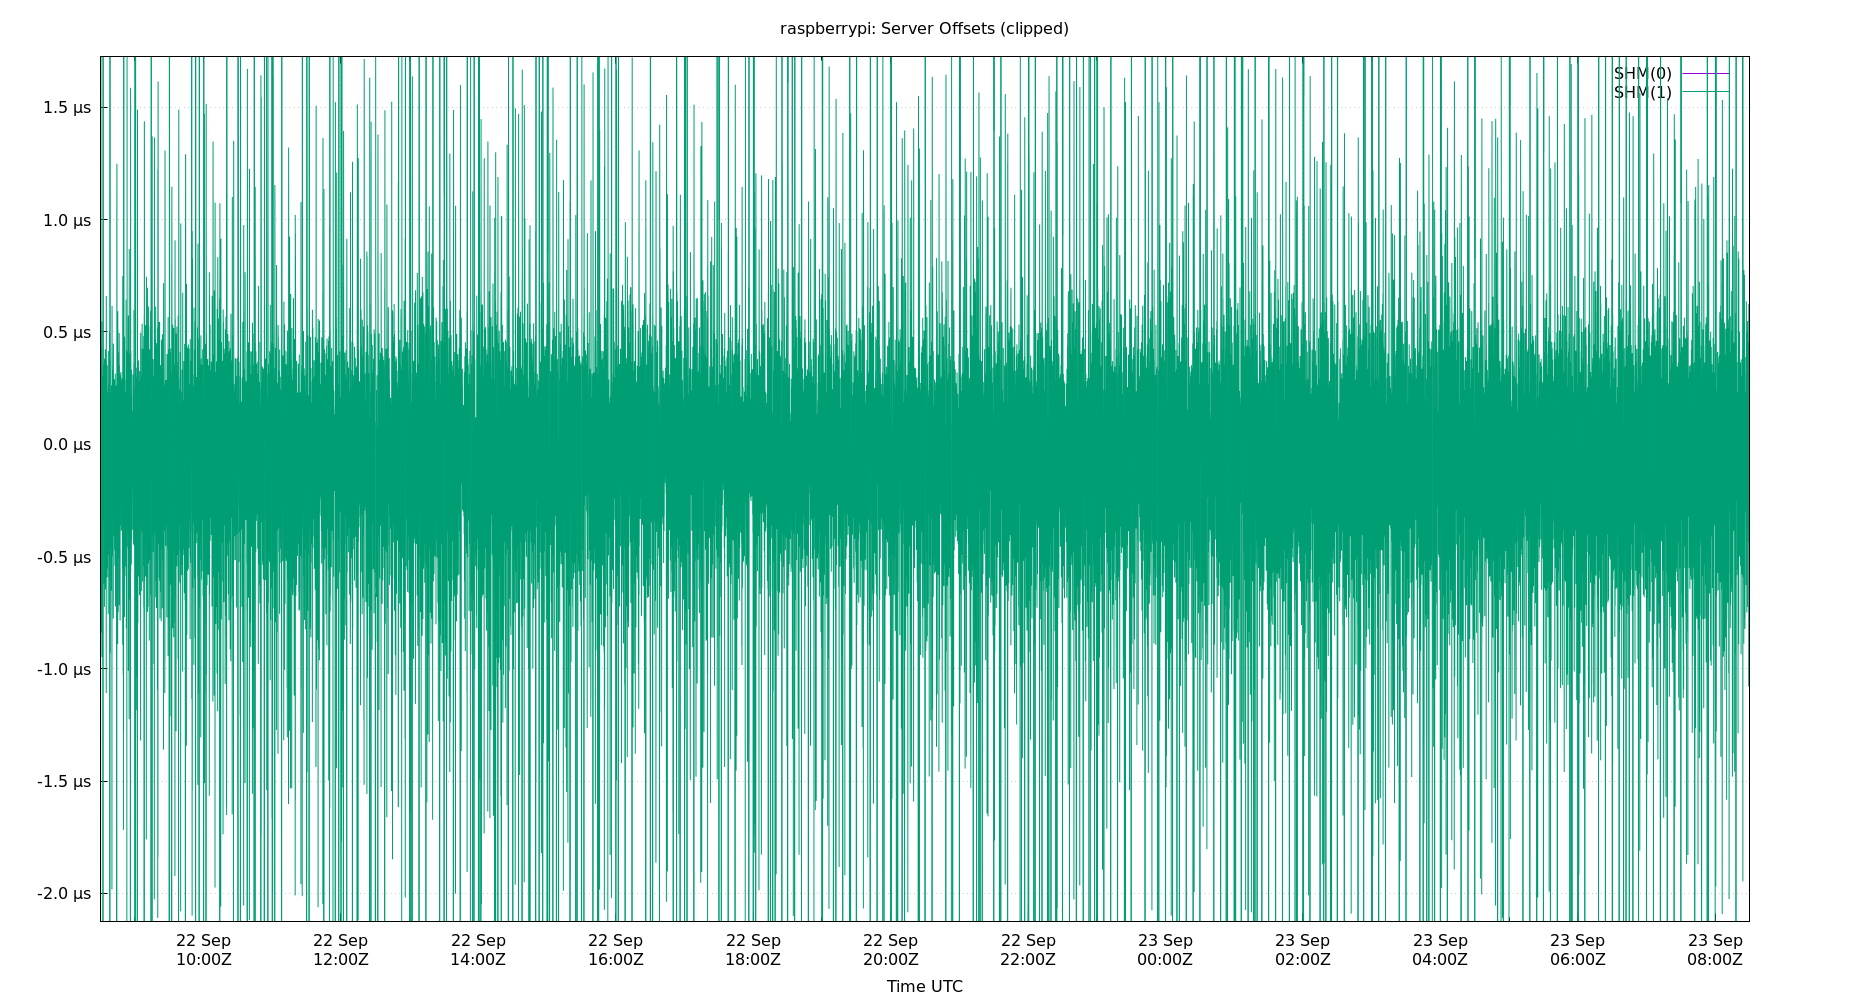 raspberrypi: Server Offsets (clipped)
SHM(0)
SHM(1)
1.5 µs
1.0 µs
0.5 µs
0.0 µs
-0.5 µs
-1.0 µs
-1.5 µs
-2.0 µs
22 Sep 22 Sep 22 Sep 22 Sep 22 Sep 22 Sep 22 Sep 23 Sep 23 Sep 23 Sep 23 Sep 23 Sep
10:00Z 12:00Z 14:00Z 16:00Z 18:00Z 20:00Z 22:00Z 00:00Z 02:00Z 04:00Z 06:00Z 08:00Z
Time UTC